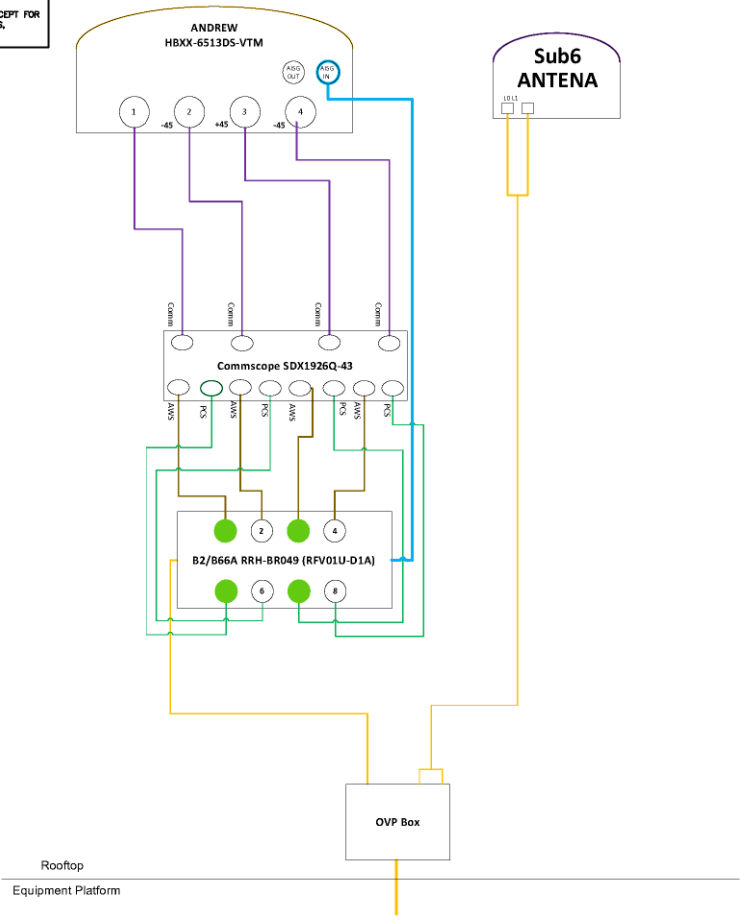 CEPT FOR
S,
ANDREW
HBXX-6513DS-VTM
AISG
OUT
AISG
IN
1
2
3
4
-45
+45
-45
Sub6
ANTENA
L0 L1
Comm
Comm
Comm
Comm
Commscope SDX1926Q-43
AWS
PCS
AWS
PCS
AWS
PCS
AWS
PCS
2
4
B2/B66A RRH-BR049 (RFV01U-D1A)
6
8
OVP Box
Rooftop
Equipment Platform